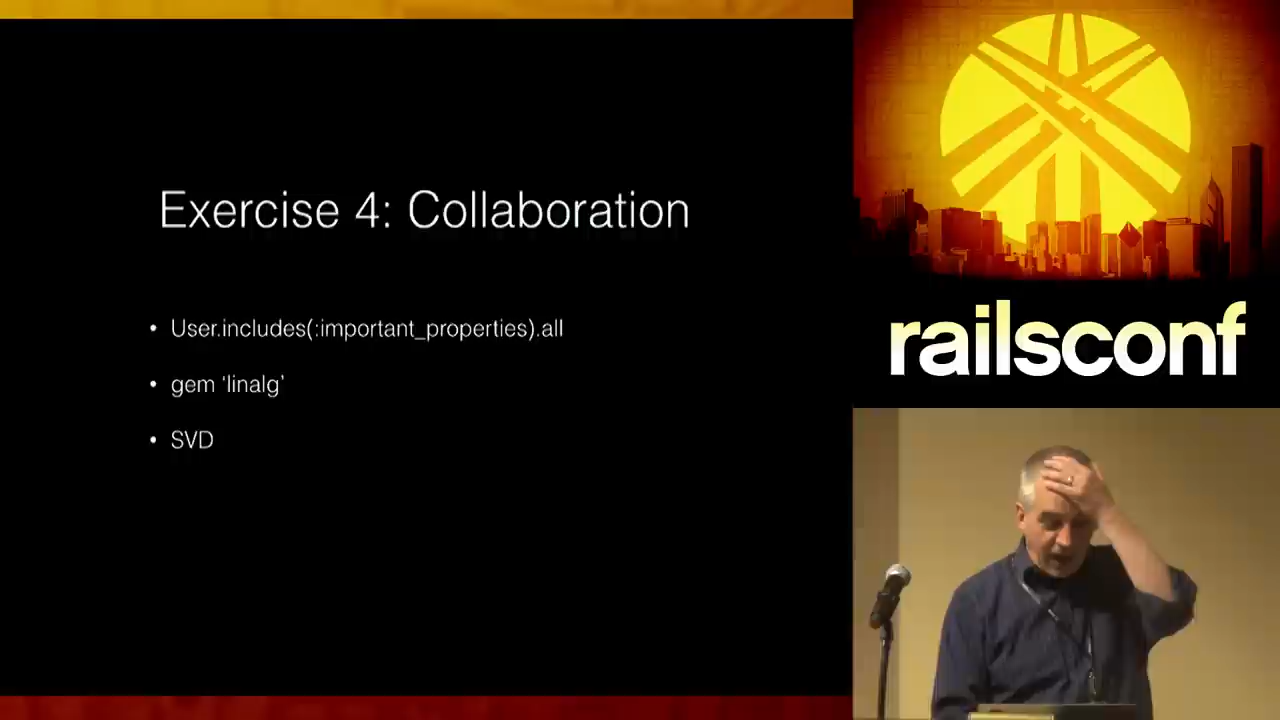 Exercise 4: Collaboration
• User.includes(:important_properties).all
• gem ‘linalg’
• SVD
railsconf